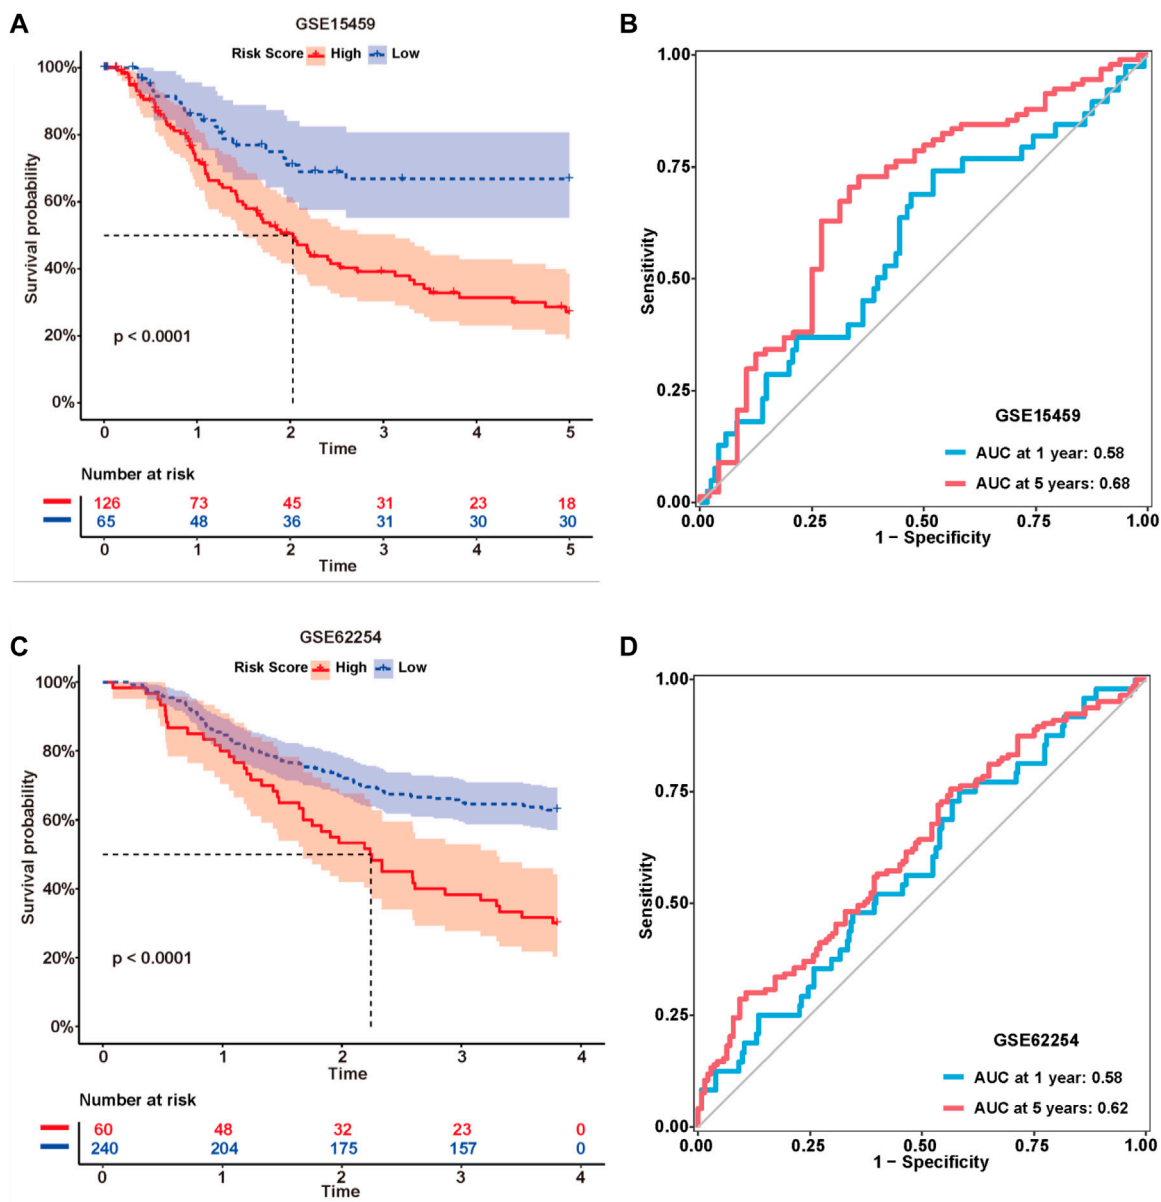 A
GSE15459
Risk Score High Low
100%
80%
60%
40%
20%
0%
Survival probability
p < 0.0001
0 1 2 3 4 5
Time
Number at risk
126 73 45 31 23 18
65 48 36 31 30 30
0 1 2 3 4 5
Time
B
1.00
0.75
0.50
0.25
0.00
Sensitivity
GSE15459
AUC at 1 year: 0.58
AUC at 5 years: 0.68
0.00 0.25 0.50 0.75 1.00
1 − Specificity
C
GSE62254
Risk Score High Low
100%
80%
60%
40%
20%
0%
Survival probability
p < 0.0001
0 1 2 3 4
Time
Number at risk
60 48 32 23 0
240 204 175 157 0
0 1 2 3 4
Time
D
1.00
0.75
0.50
0.25
0.00
Sensitivity
GSE62254
AUC at 1 year: 0.58
AUC at 5 years: 0.62
0.00 0.25 0.50 0.75 1.00
1 − Specificity